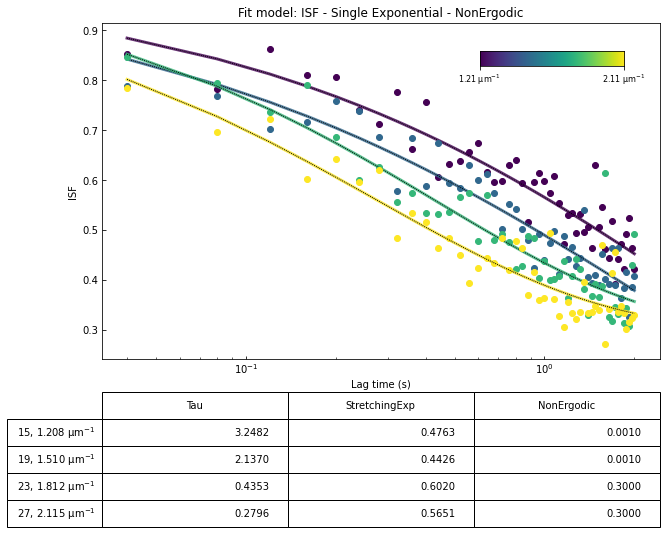 Fit model: ISF - Single Exponential - NonErgodic
0.9
0.8
0.7
0.6
0.5
0.4
0.3
ISF
1.21 μm⁻¹ 2.11 μm⁻¹
10⁻¹ 10⁰
Lag time (s)
Tau StretchingExp NonErgodic
15, 1.208 μm⁻¹ 3.2482 0.4763 0.0010
19, 1.510 μm⁻¹ 2.1370 0.4426 0.0010
23, 1.812 μm⁻¹ 0.4353 0.6020 0.3000
27, 2.115 μm⁻¹ 0.2796 0.5651 0.3000